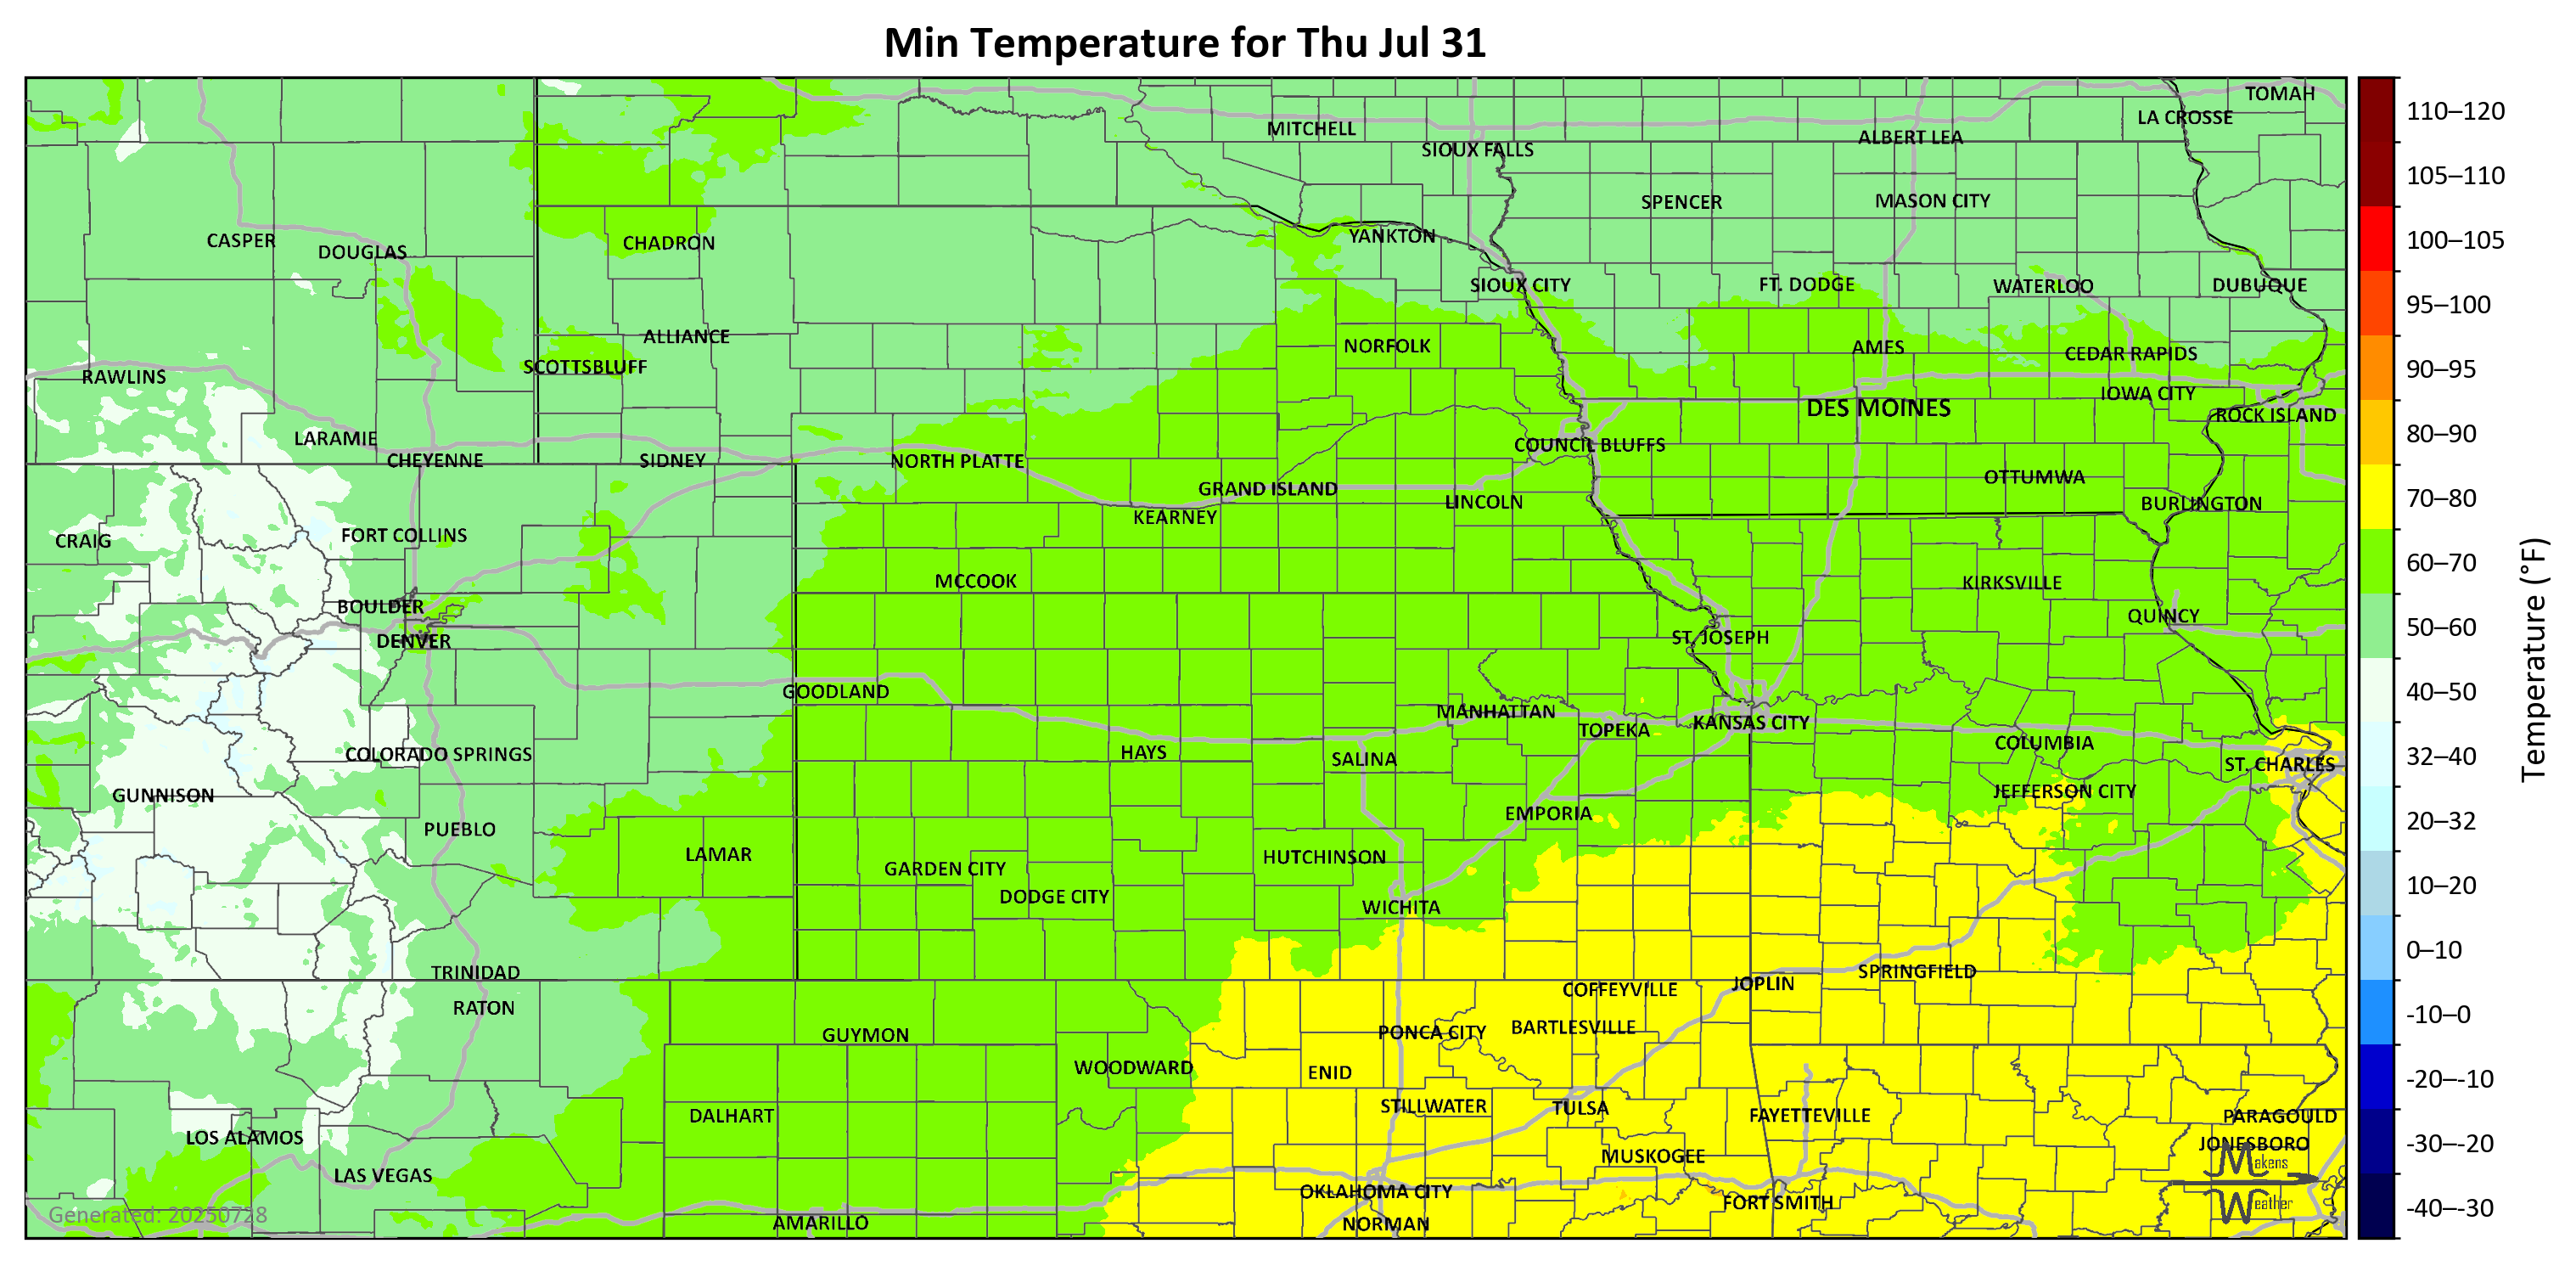 Min Temperature for Thu Jul 31
TOMAH
LA CROSSE
MITCHELL
ALBERT LEA
SIOUX FALLS
SPENCER
MASON CITY
CASPER
DOUGLAS
CHADRON
YANKTON
SIOUX CITY
FT. DODGE
WATERLOO
DUBUQUE
ALLIANCE
NORFOLK
AMES
CEDAR RAPIDS
SCOTTSBLUFF
RAWLINS
IOWA CITY
DES MOINES
ROCK ISLAND
LARAMIE
COUNCIL BLUFFS
CHEYENNE
SIDNEY
NORTH PLATTE
OTTUMWA
GRAND ISLAND
LINCOLN
BURLINGTON
KEARNEY
FORT COLLINS
CRAIG
MCCOOK
KIRKSVILLE
BOULDER
QUINCY
DENVER
ST. JOSEPH
GOODLAND
MANHATTAN
KANSAS CITY
TOPEKA
COLUMBIA
COLORADO SPRINGS
HAYS
SALINA
ST. CHARLES
GUNNISON
JEFFERSON CITY
EMPORIA
PUEBLO
LAMAR
HUTCHINSON
GARDEN CITY
DODGE CITY
WICHITA
TRINIDAD
SPRINGFIELD
JOPLIN
COFFEYVILLE
RATON
BARTLESVILLE
PONCA CITY
GUYMON
WOODWARD
ENID
STILLWATER
TULSA
DALHART
FAYETTEVILLE
PARAGOULD
LOS ALAMOS
JONESBORO
MUSKOGEE
LAS VEGAS
OKLAHOMA CITY
FORT SMITH
AMARILLO
NORMAN
Generated: 20250728
Makens
Weather
110–120
105–110
100–105
95–100
90–95
80–90
70–80
60–70
50–60
40–50
32–40
20–32
10–20
0–10
-10–0
-20–-10
-30–-20
-40–-30
Temperature (°F)